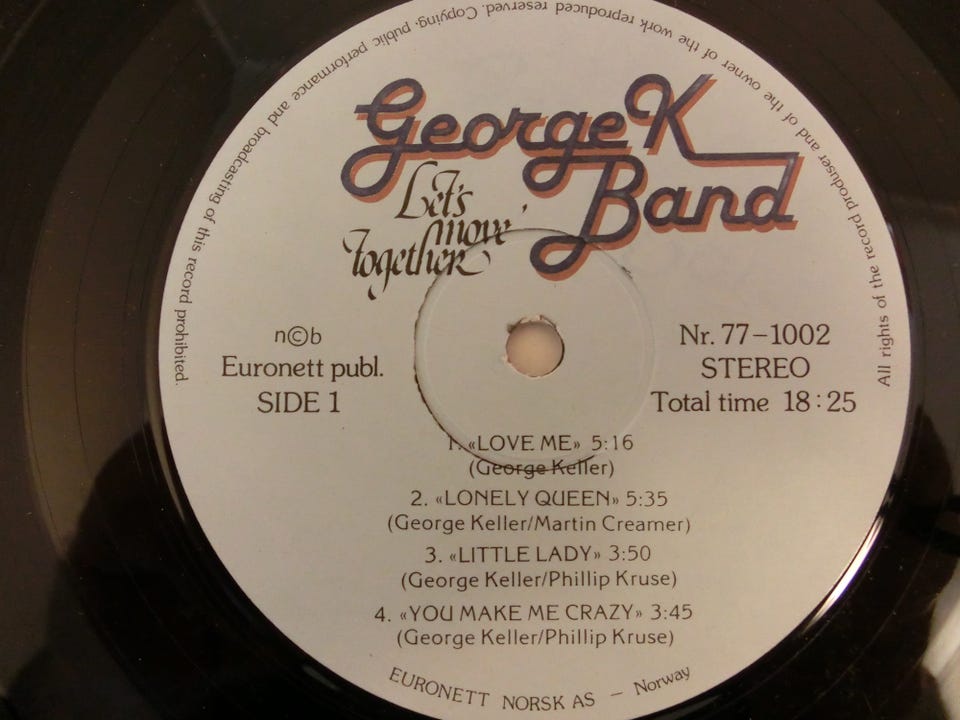 George K
Band
Let's
move
together
n©b
Euronett publ.
SIDE 1
Nr. 77–1002
STEREO
Total time 18:25
1. «LOVE ME» 5:16
(George Keller)
2. «LONELY QUEEN» 5:35
(George Keller/Martin Creamer)
3. «LITTLE LADY» 3:50
(George Keller/Phillip Kruse)
4. «YOU MAKE ME CRAZY» 3:45
(George Keller/Phillip Kruse)
EURONETT NORSK AS – Norway
All rights of the record produser and of the owner of the work reproduced reserved. Copying, public performance and broadcasting of this record prohibited.